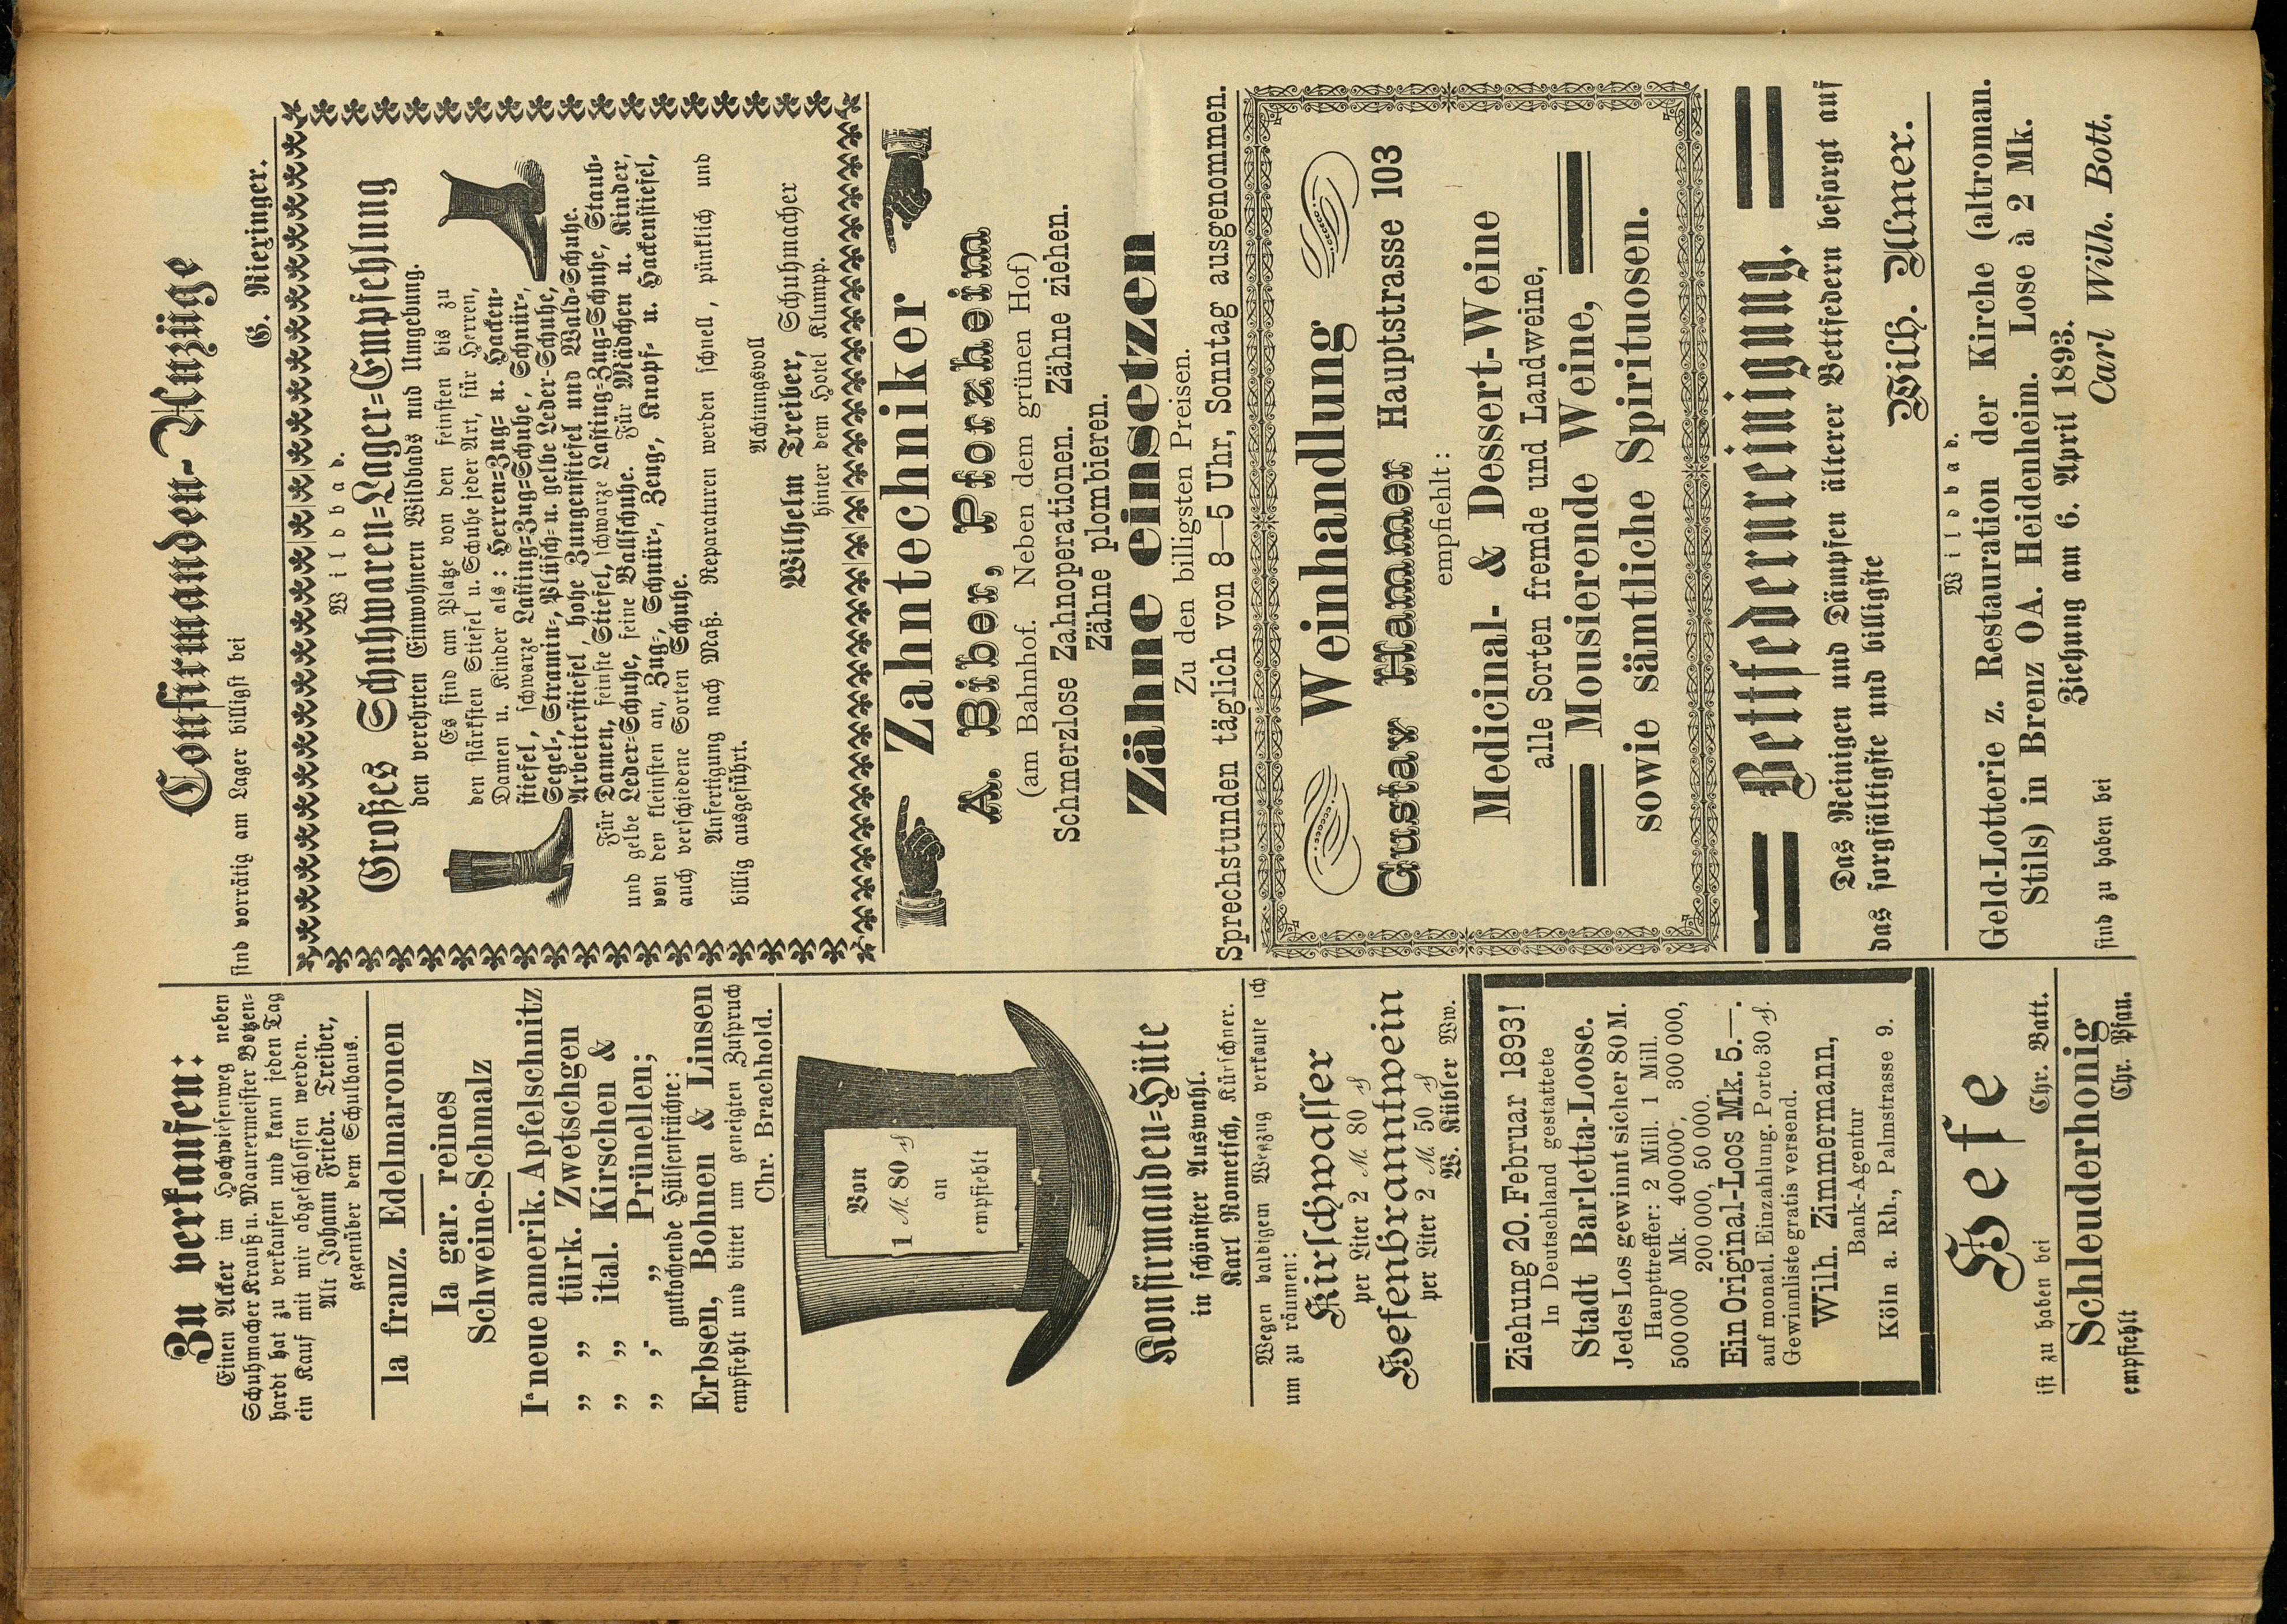 Zu verkaufen:
Einen Acker im Hochwiesenweg neben
Schuhmacher Krauß u. Maurermeister Botzen-
hardt hat zu verkaufen und kann jeden Tag
ein Kauf mit mir abgeschlossen werden.
Alt Johann Friedr. Treiber,
gegenüber dem Schulhaus.
Ia franz. Edelmaronen
Ia gar. reines
Schweine-Schmalz
Ia neue amerik. Apfelschnitz
„ „ türk. Zwetschgen
„ „ ital. Kirschen &
„ „ „ Prünellen;
gutkochende Hülsenfrüchte:
Erbsen, Bohnen & Linsen
empfiehlt und bittet um geneigten Zuspruch
Chr. Brachhold.
Von
1 M. 80 ₰
an
empfiehlt
Konfirmanden-Hüte
in schönster Auswahl.
Karl Rometsch, Kürschner.
Wegen baldigem Wegzug verkaufe ich
um zu räumen:
Kirschwasser
per Liter 2 M. 80 ₰
Hefenbranntwein
per Liter 2 M. 50 ₰
W. Kübler Ww.
Ziehung 20. Februar 1893!
In Deutschland gestattete
Stadt Barletta-Loose.
Jedes Los gewinnt sicher 80 M.
Haupttreffer: 2 Mill. 1 Mill.
500 000 Mk. 400 000, 300 000,
200 000, 50 000.
Ein Original-Loos Mk. 5.—.
auf monatl. Einzahlung. Porto 30 ₰.
Gewinnliste gratis versend.
Wilh. Zimmermann,
Bank-Agentur
Köln a. Rh., Palmstrasse 9.
Hefe
ist zu haben bei Chr. Batt.
Schleuderhonig
empfiehlt Chr. Pfau.
Confirmanden-Anzüge
sind vorrätig am Lager billigst bei
G. Riexinger.
Wildbad.
Großes Schuhwaren-Lager-Empfehlung
den verehrten Einwohnern Wildbads und Umgebung.
Es sind am Platze von den feinsten bis zu
den stärksten Stiefel u. Schuhe jeder Art, für Herren,
Damen u. Kinder als: Herren-Zug- u. Hacken-
stiefel, schwarze Lasting-Zug-Schuhe, Schnür-,
Segel-, Stramin-, Plüsch- u. gelbe Leder-Schuhe,
Arbeiterstiefel, hohe Jungenstiefel und Wald-Schuhe.
Für Damen, feinste Stiefel, schwarze Lasting-Zug-Schuhe, Staub-
und gelbe Leder-Schuhe, feine Ballschuhe. Für Mädchen u. Kinder,
von den kleinsten an, Zug-, Schnür-, Zeug-, Knopf- u. Hackenstiefel,
auch verschiedene Sorten Schuhe.
Anfertigung nach Maß. Reparaturen werden schnell, pünktlich und
billig ausgeführt.
Achtungsvoll
Wilhelm Treiber, Schuhmacher
hinter dem Hotel Klumpp.
Zahntechniker
A. Biber, Pforzheim
(am Bahnhof. Neben dem grünen Hof)
Schmerzlose Zahnoperationen. Zähne ziehen.
Zähne plombieren.
Zähne einsetzen
Zu den billigsten Preisen.
Sprechstunden täglich von 8—5 Uhr, Sonntag ausgenommen.
Weinhandlung
Gustav Hammer Hauptstrasse 103
empfiehlt:
Medicinal- & Dessert-Weine
alle Sorten fremde und Landweine,
Mousierende Weine,
sowie sämtliche Spirituosen.
Bettfedernreinigung.
Das Reinigen und Dämpfen älterer Bettfedern besorgt auf
das sorgfältigste und billigste
Wilh. Ulmer.
Wildbad.
Geld-Lotterie z. Restauration der Kirche (altroman.
Stils) in Brenz OA. Heidenheim. Lose à 2 Mk.
Ziehung am 6. April 1893.
sind zu haben bei Carl Wilh. Bott.